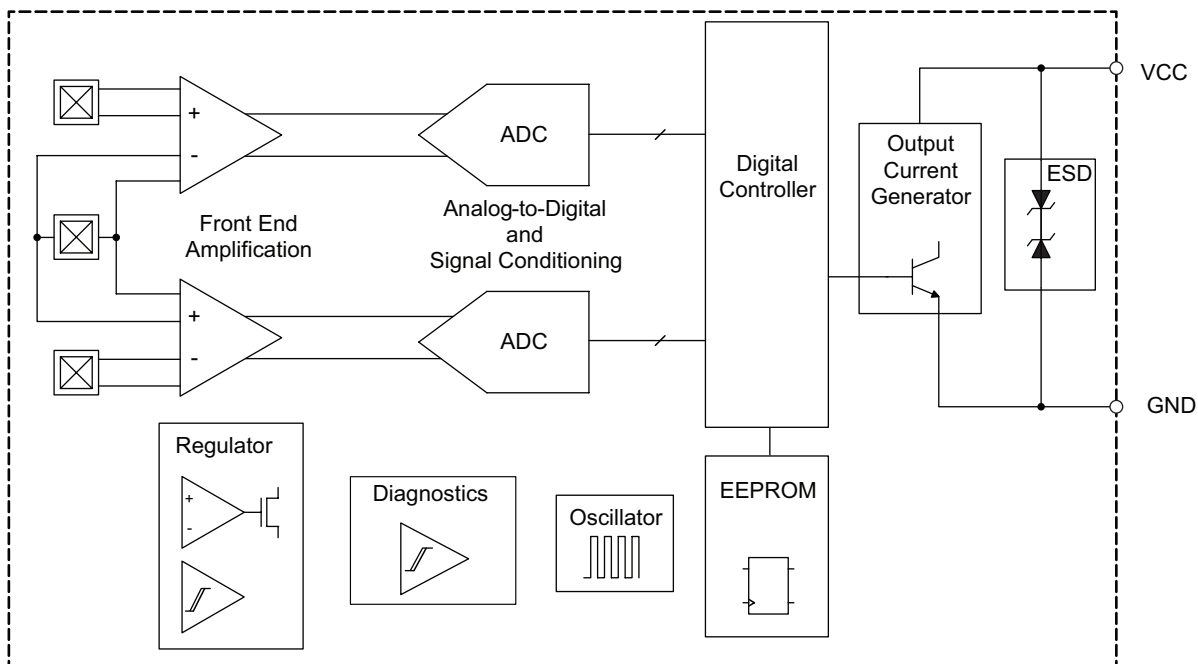 VCC
+
-
ADC
Digital
Controller
Output
Current
Generator
ESD
Front End
Amplification
Analog-to-Digital
and
Signal Conditioning
+
-
ADC
GND
Regulator
+
-
Diagnostics
Oscillator
EEPROM